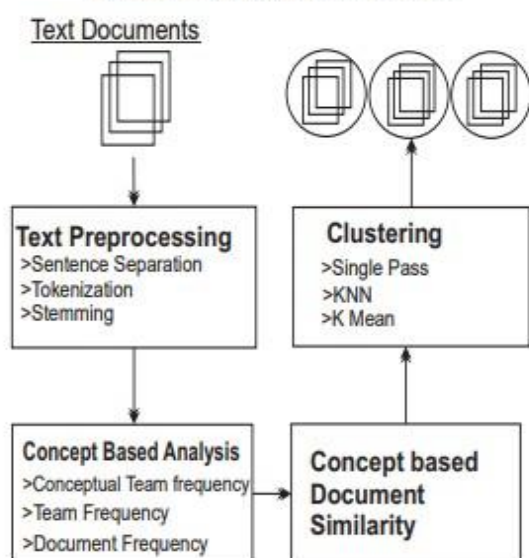 Text Documents
Text Preprocessing
>Sentence Separation
>Tokenization
>Stemming
Concept Based Analysis
>Conceptual Team frequency
>Team Frequency
>Document Frequency
Concept based
Document
Similarity
Clustering
>Single Pass
>KNN
>K Mean